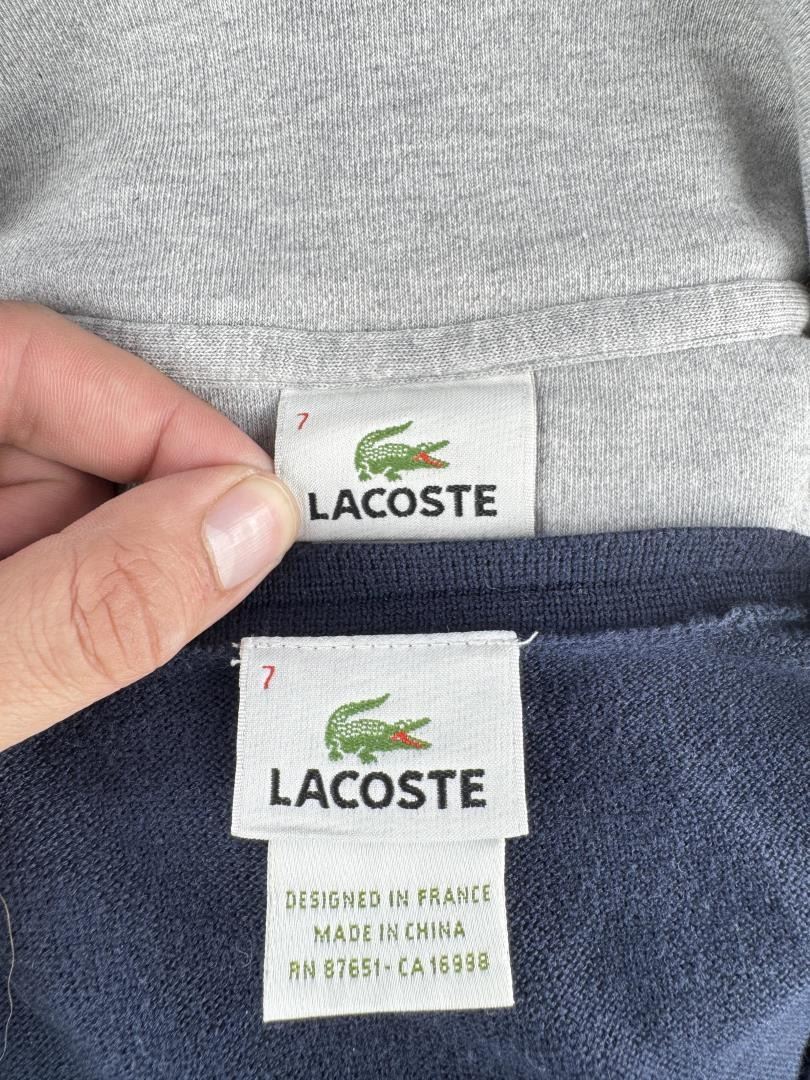 7
LACOSTE
7
LACOSTE
DESIGNED IN FRANCE
MADE IN CHINA
RN 87651 - CA 16998